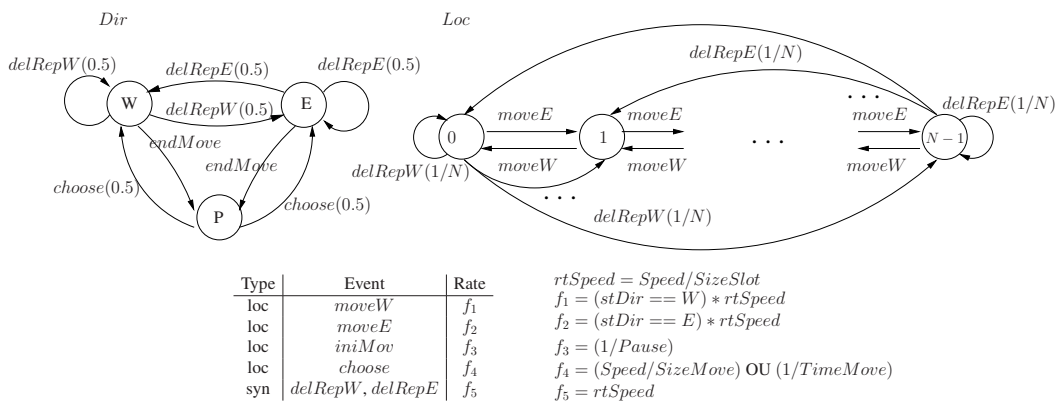 Dir
Loc
delRepW(0.5)
delRepE(0.5)
delRepE(0.5)
W
E
delRepW(0.5)
endMove
endMove
choose(0.5)
choose(0.5)
P
delRepE(1/N)
. . .
delRepE(1/N)
0
moveE
1
moveE
moveE
N − 1
moveW
moveW
. . .
moveW
delRepW(1/N)
. . .
delRepW(1/N)
Type Event Rate
loc moveW f1
loc moveE f2
loc iniMov f3
loc choose f4
syn delRepW, delRepE f5
rtSpeed = Speed/SizeSlot
f1 = (stDir == W) ∗ rtSpeed
f2 = (stDir == E) ∗ rtSpeed
f3 = (1/Pause)
f4 = (Speed/SizeMove) OU (1/TimeMove)
f5 = rtSpeed